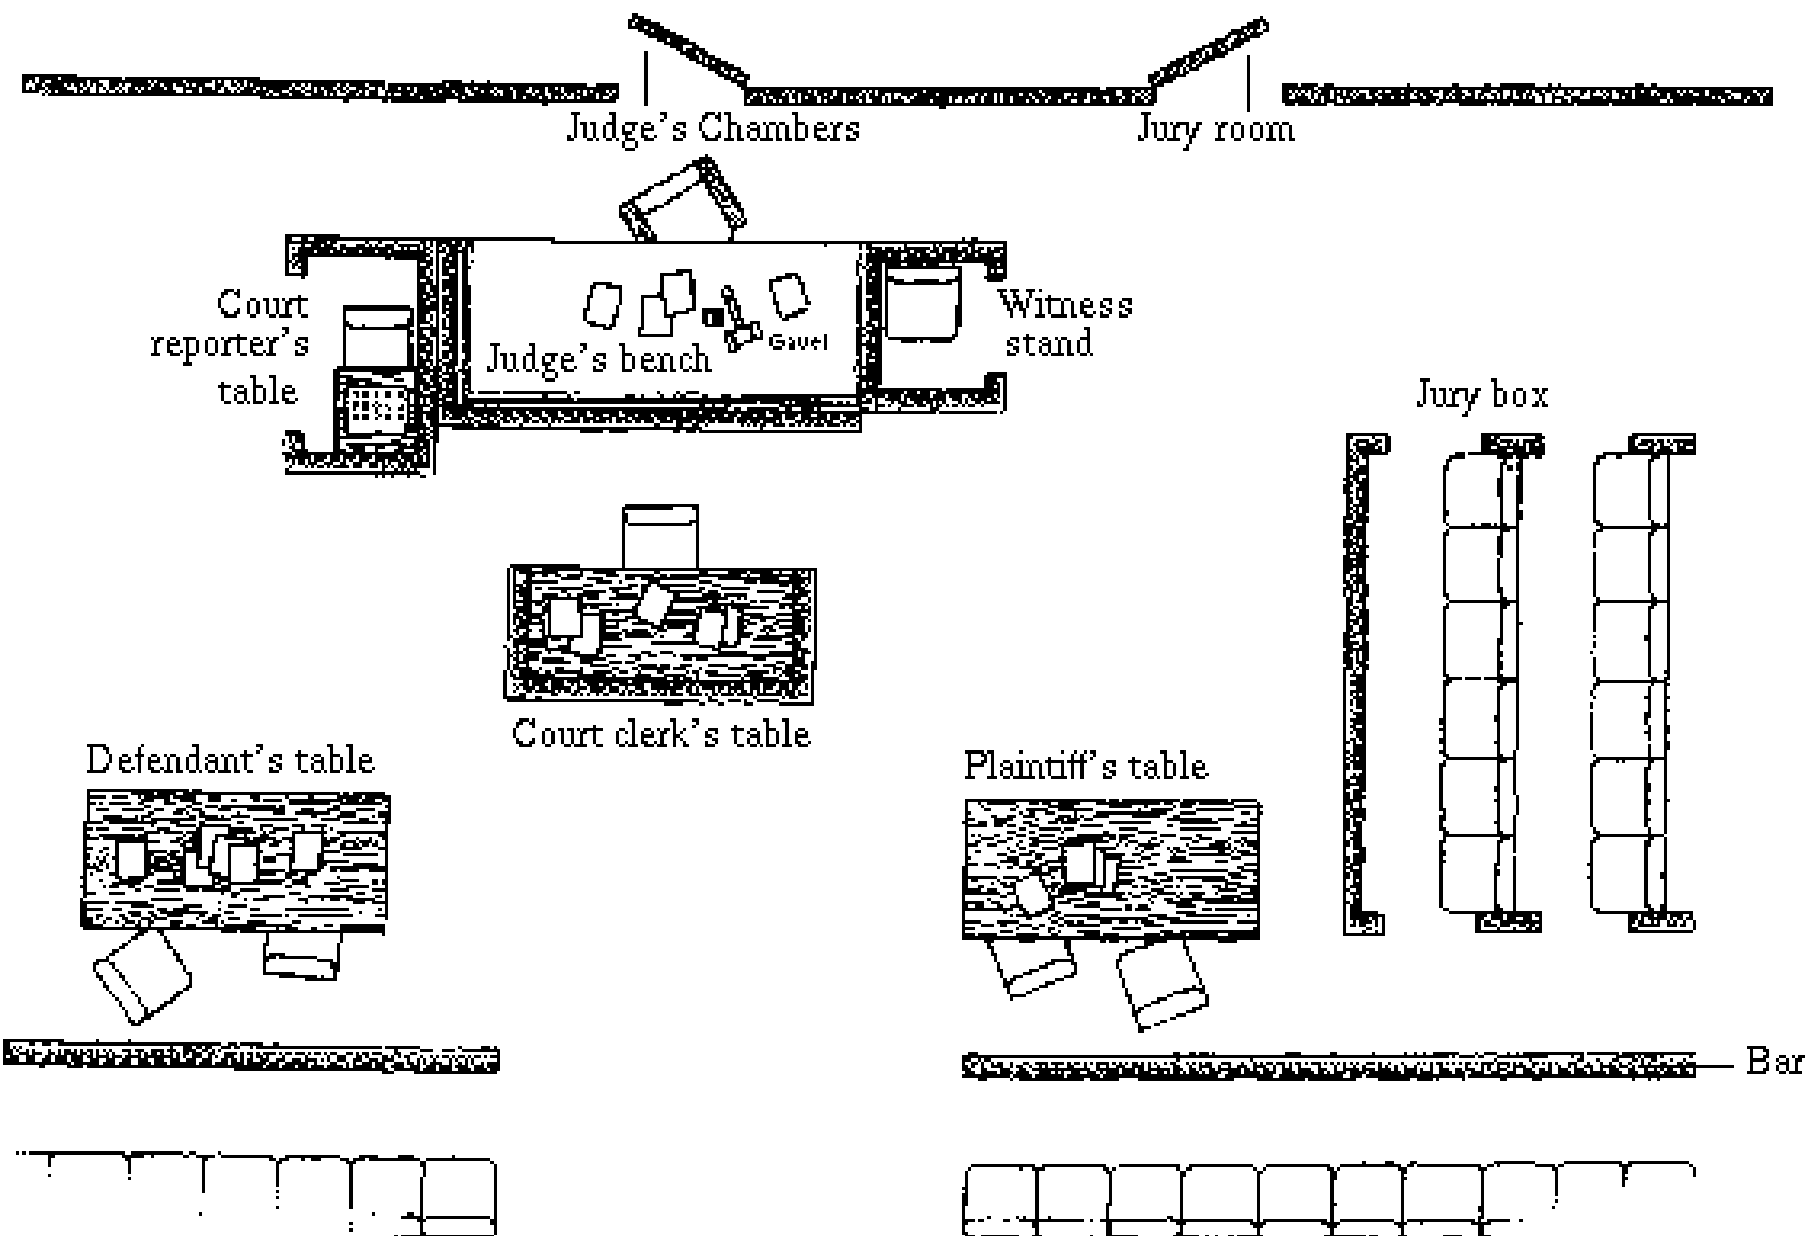 Judge's Chambers
Jury room
Court
reporter's
table
Judge's bench
Gavel
Witness
stand
Jury box
Court clerk's table
Defendant's table
Plaintiff's table
Bar